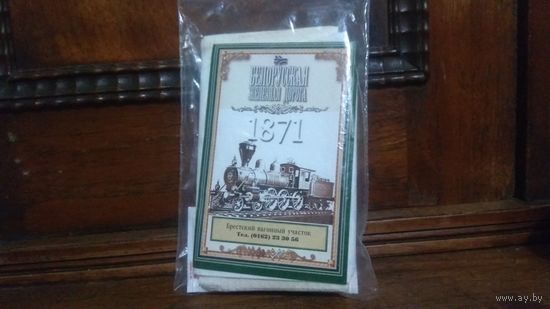 БЕЛОРУССКАЯ
ЖЕЛЕЗНАЯ ДОРОГА
1871
Брестский вагонный участок
Тел. (0162) 23 30 56
www.ay.by